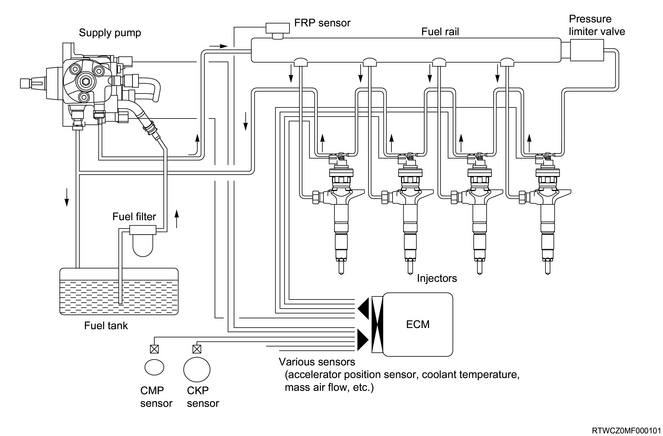 Supply pump
FRP sensor
Fuel rail
Pressure
limiter valve
Fuel filter
Injectors
Fuel tank
ECM
Various sensors
(accelerator position sensor, coolant temperature,
mass air flow, etc.)
CMP
sensor
CKP
sensor
RTWCZ0MF000101